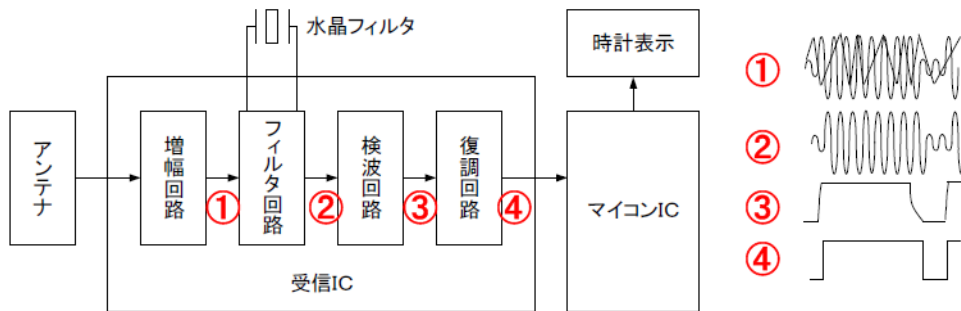 水晶フィルタ
時計表示
アンテナ
増幅回路
①
フィルタ回路
②
検波回路
③
復調回路
④
マイコンIC
受信IC
①
②
③
④